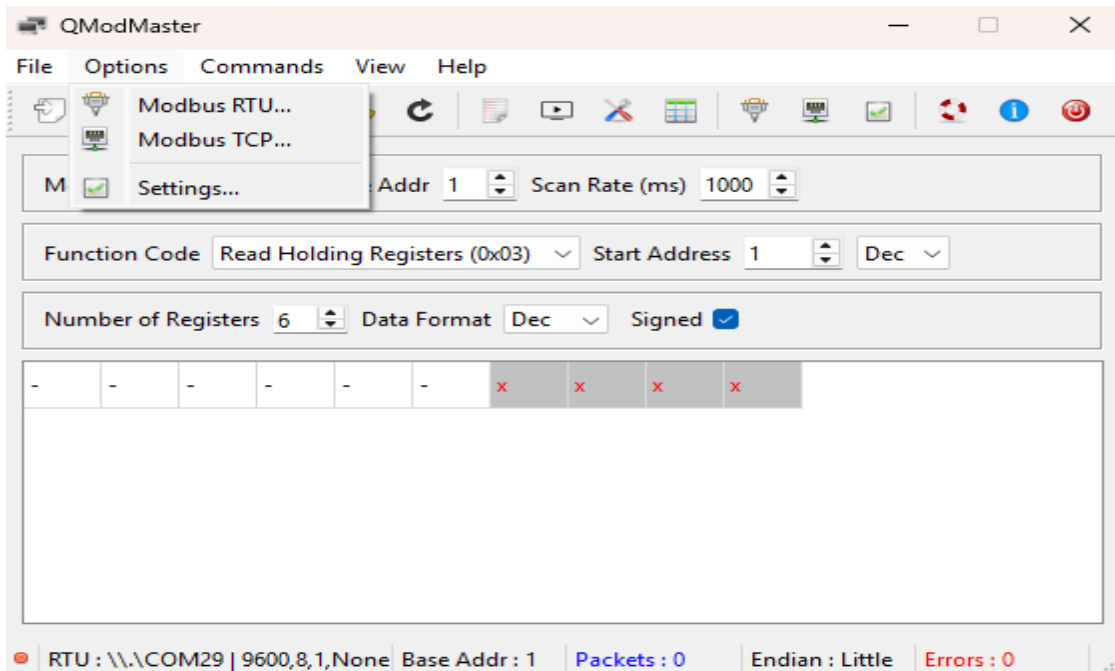 QModMaster
File Options Commands View Help
Modbus RTU...
Modbus TCP...
Settings...
M Addr 1 Scan Rate (ms) 1000
Function Code Read Holding Registers (0x03) Start Address 1 Dec
Number of Registers 6 Data Format Dec Signed
- - - - - - x x x x
RTU : \\.\COM29 | 9600,8,1,None Base Addr : 1 Packets : 0 Endian : Little Errors : 0